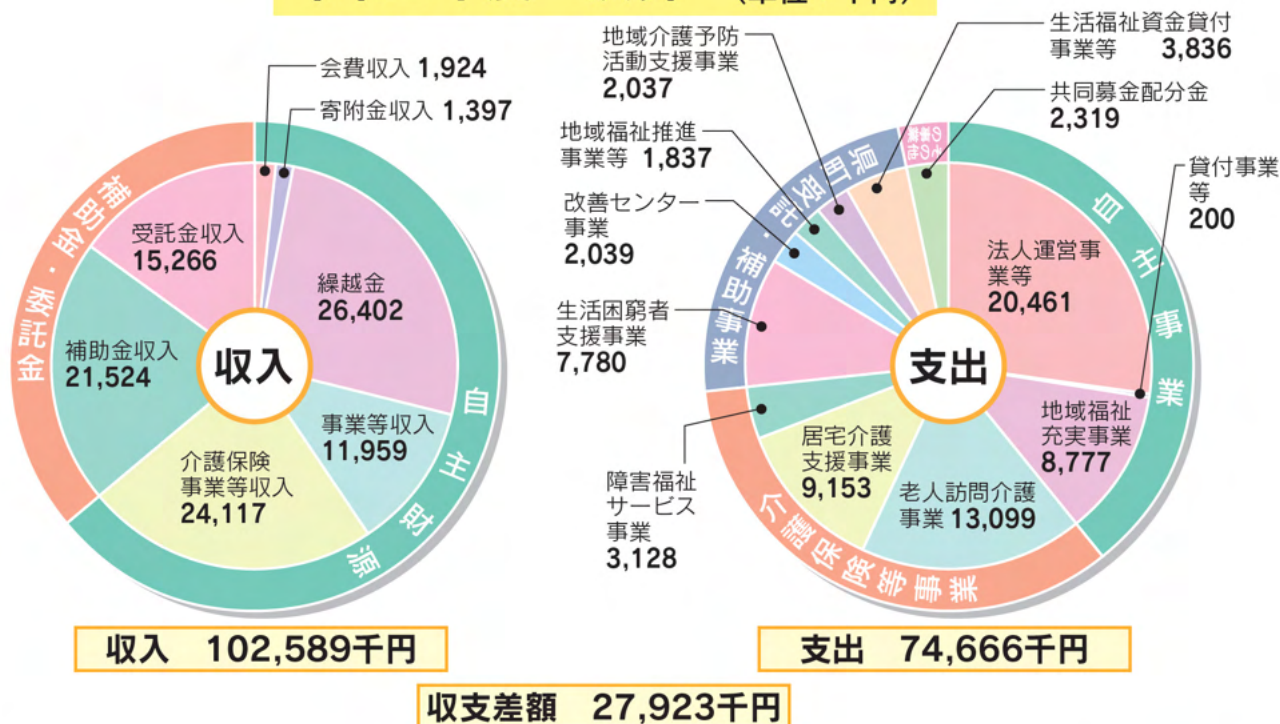 (単位 千円)
会費収入 1,924
寄附金収入 1,397
補助金・委託金
受託金収入
15,266
繰越金
26,402
補助金収入
21,524
収入
事業等収入
11,959
介護保険
事業等収入
24,117
自主財源
収入 102,589千円
地域介護予防
活動支援事業
2,037
生活福祉資金貸付
事業等 3,836
共同募金配分金
2,319
地域福祉推進
事業等 1,837
貸付事業
等
200
改善センター
事業
2,039
生活困窮者
支援事業
7,780
県町受託・補助事業
その他の事業
自主事業
法人運営事
業等
20,461
支出
地域福祉
充実事業
8,777
居宅介護
支援事業
9,153
老人訪問介護
事業 13,099
障害福祉
サービス
事業
3,128
介護保険等事業
支出 74,666千円
収支差額 27,923千円